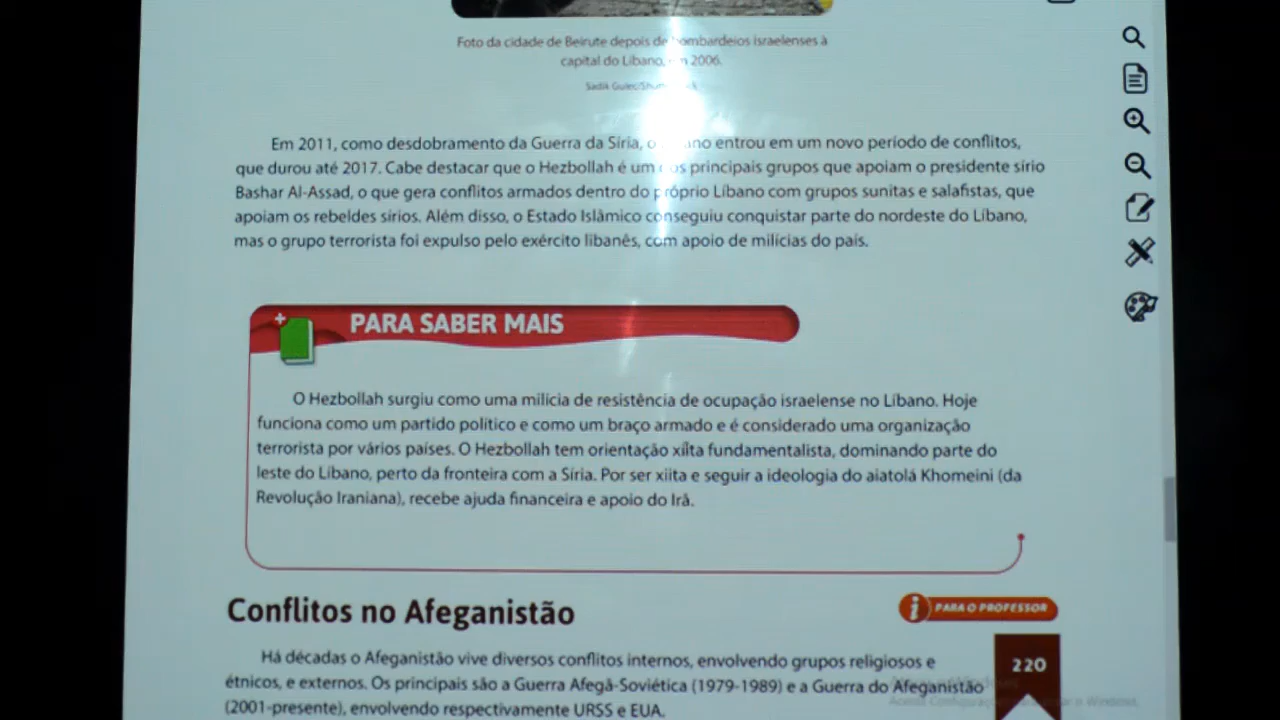 Foto da cidade de Beirute depois de bombardeios israelenses à
capital do Líbano, em 2006.
Sadik Gulec/
Em 2011, como desdobramento da Guerra da Síria, o entrou em um novo período de conflitos,
que durou até 2017. Cabe destacar que o Hezbollah é um dos principais grupos que apoiam o presidente sírio
Bashar Al-Assad, o que gera conflitos armados dentro do próprio Líbano com grupos sunitas e salafistas, que
apoiam os rebeldes sírios. Além disso, o Estado Islâmico conseguiu conquistar parte do nordeste do Líbano,
mas o grupo terrorista foi expulso pelo exército libanês, com apoio de milícias do país.
PARA SABER MAIS
O Hezbollah surgiu como uma milícia de resistência de ocupação israelense no Líbano. Hoje
funciona como um partido político e como um braço armado e é considerado uma organização
terrorista por vários países. O Hezbollah tem orientação xiita fundamentalista, dominando parte do
leste do Líbano, perto da fronteira com a Síria. Por ser xiita e seguir a ideologia do aiatolá Khomeini (da
Revolução Iraniana), recebe ajuda financeira e apoio do Irã.
Conflitos no Afeganistão
i PARA O PROFESSOR
Há décadas o Afeganistão vive diversos conflitos internos, envolvendo grupos religiosos e
étnicos, e externos. Os principais são a Guerra Afegã-Soviética (1979-1989) e a Guerra do Afeganistão
(2001-presente), envolvendo respectivamente URSS e EUA.
220
o Windows.